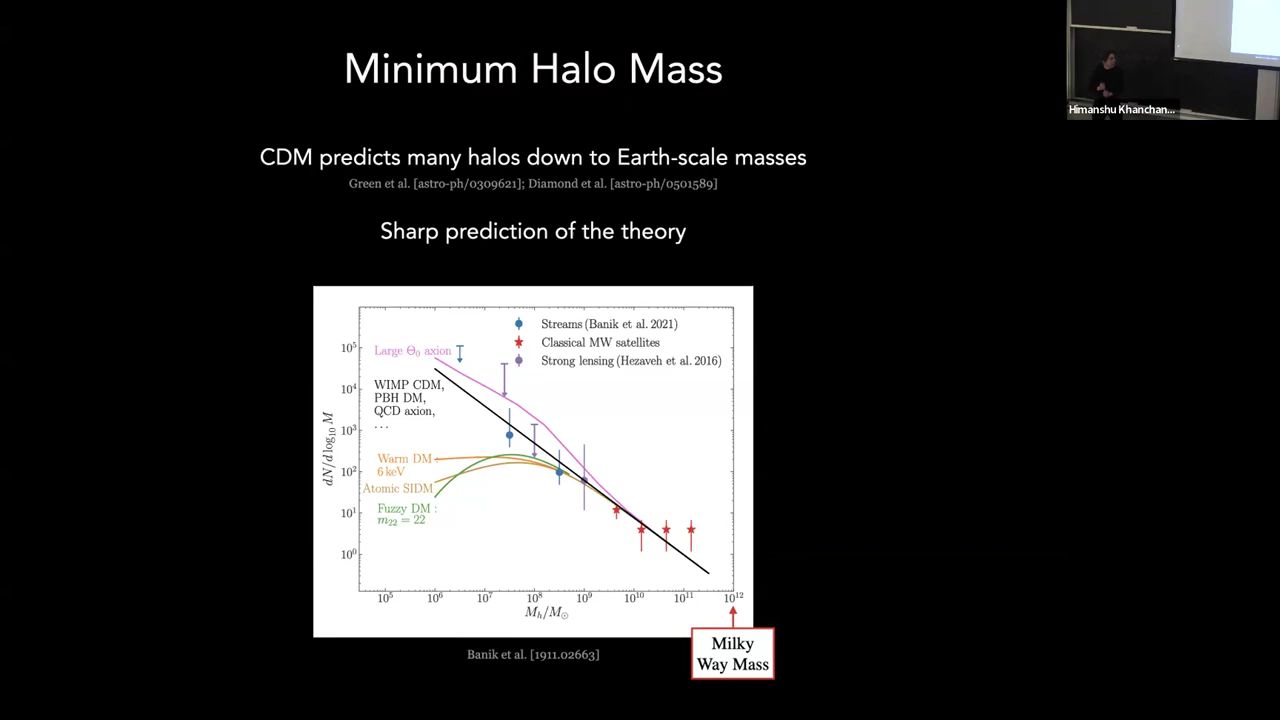 Minimum Halo Mass
Himanshu Khanchan...
CDM predicts many halos down to Earth-scale masses
Green et al. [astro-ph/0309621]; Diamond et al. [astro-ph/0501589]
Sharp prediction of the theory
Streams (Banik et al. 2021)
Classical MW satellites
Strong lensing (Hezaveh et al. 2016)
Large Θ₀ axion
WIMP CDM,
PBH DM,
QCD axion,
...
Warm DM :
6 keV
Atomic SIDM
Fuzzy DM :
m₂₂ = 22
dN/d log₁₀ M
10⁵
10⁴
10³
10²
10¹
10⁰
10⁵ 10⁶ 10⁷ 10⁸ 10⁹ 10¹⁰ 10¹¹ 10¹²
Mₕ/M☉
Milky
Way Mass
Banik et al. [1911.02663]